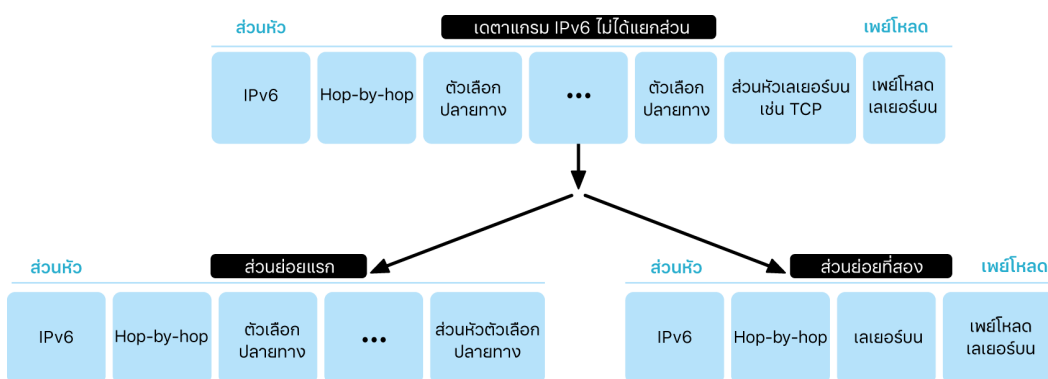 ส่วนหัว
เดตาแกรม IPv6 ไม่ได้แยกส่วน
เพย์โหลด
IPv6
Hop-by-hop
ตัวเลือก
ปลายทาง
•••
ตัวเลือก
ปลายทาง
ส่วนหัวเลเยอร์บน
เช่น TCP
เพย์โหลด
เลเยอร์บน
ส่วนหัว
ส่วนย่อยแรก
IPv6
Hop-by-hop
ตัวเลือก
ปลายทาง
•••
ส่วนหัวตัวเลือก
ปลายทาง
ส่วนหัว
ส่วนย่อยที่สอง
เพย์โหลด
IPv6
Hop-by-hop
เลเยอร์บน
เพย์โหลด
เลเยอร์บน